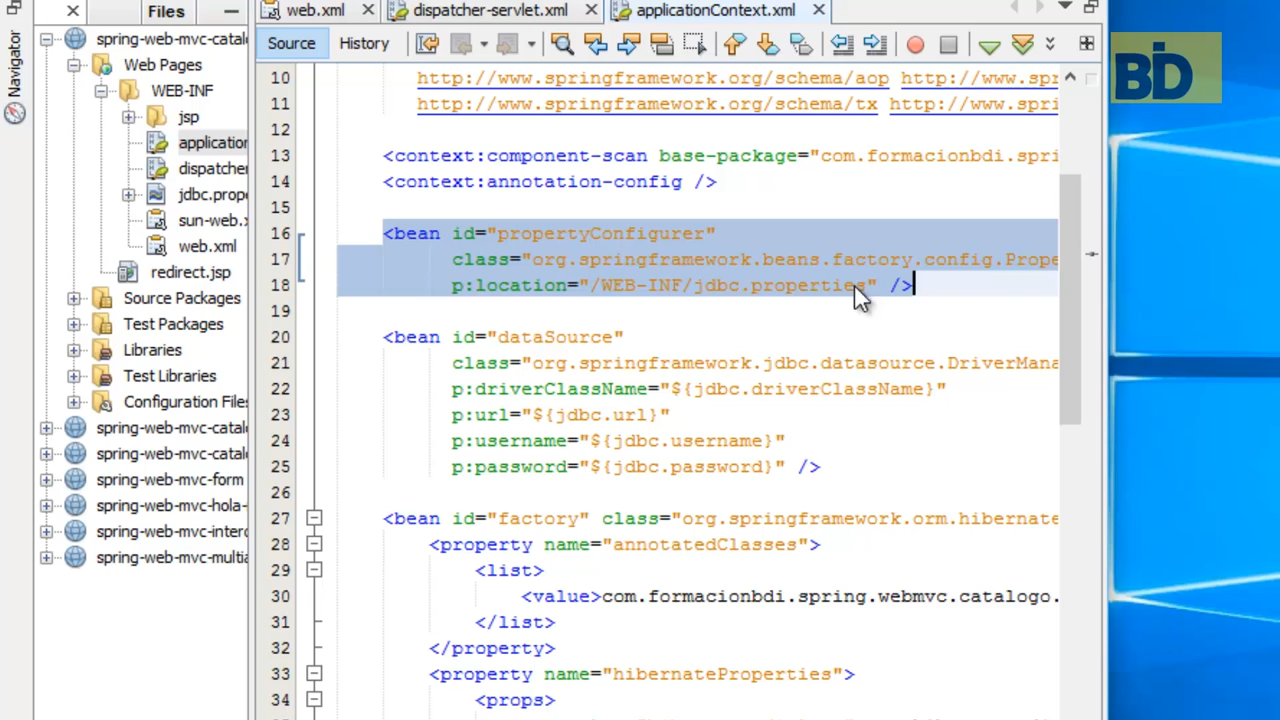 Navigator
Files
spring-web-mvc-catal
Web Pages
WEB-INF
jsp
application
dispatcher
jdbc.prope
sun-web.x
web.xml
redirect.jsp
Source Packages
Test Packages
Libraries
Test Libraries
Configuration Files
spring-web-mvc-catal
spring-web-mvc-catal
spring-web-mvc-form
spring-web-mvc-hola-
spring-web-mvc-interc
spring-web-mvc-multia
web.xml dispatcher-servlet.xml applicationContext.xml
Source History
10 http://www.springframework.org/schema/aop http://www.spr
11 http://www.springframework.org/schema/tx http://www.spri
12
13 <context:component-scan base-package="com.formacionbdi.spri
14 <context:annotation-config />
15
16 <bean id="propertyConfigurer"
17 class="org.springframework.beans.factory.config.Prope
18 p:location="/WEB-INF/jdbc.properties" />
19
20 <bean id="dataSource"
21 class="org.springframework.jdbc.datasource.DriverMana
22 p:driverClassName="${jdbc.driverClassName}"
23 p:url="${jdbc.url}"
24 p:username="${jdbc.username}"
25 p:password="${jdbc.password}" />
26
27 <bean id="factory" class="org.springframework.orm.hibernate
28 <property name="annotatedClasses">
29 <list>
30 <value>com.formacionbdi.spring.webmvc.catalogo.
31 </list>
32 </property>
33 <property name="hibernateProperties">
34 <props>
BDI